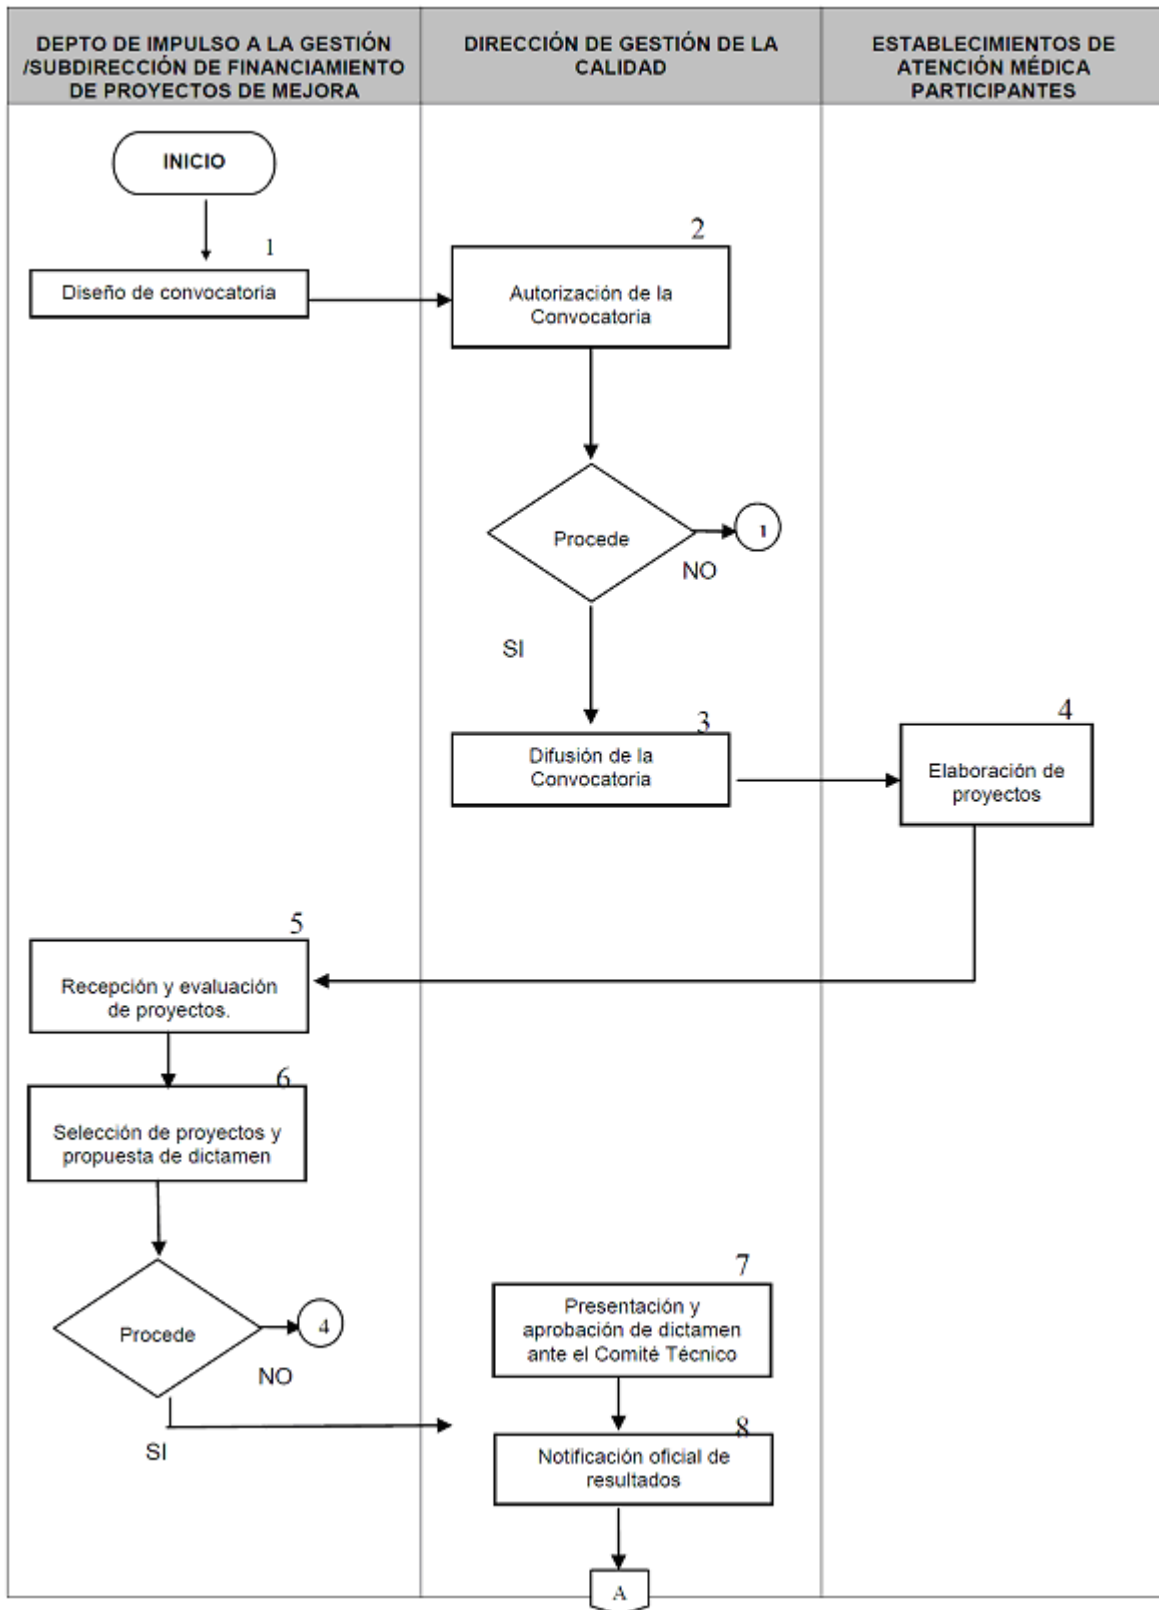 DEPTO DE IMPULSO A LA GESTIÓN
/SUBDIRECCIÓN DE FINANCIAMIENTO
DE PROYECTOS DE MEJORA
DIRECCIÓN DE GESTIÓN DE LA
CALIDAD
ESTABLECIMIENTOS DE
ATENCIÓN MÉDICA
PARTICIPANTES
INICIO
1
Diseño de convocatoria
2
Autorización de la
Convocatoria
Procede
1
NO
SI
3
Difusión de la
Convocatoria
4
Elaboración de
proyectos
5
Recepción y evaluación
de proyectos.
6
Selección de proyectos y
propuesta de dictamen
Procede
4
NO
SI
7
Presentación y
aprobación de dictamen
ante el Comité Técnico
8
Notificación oficial de
resultados
A